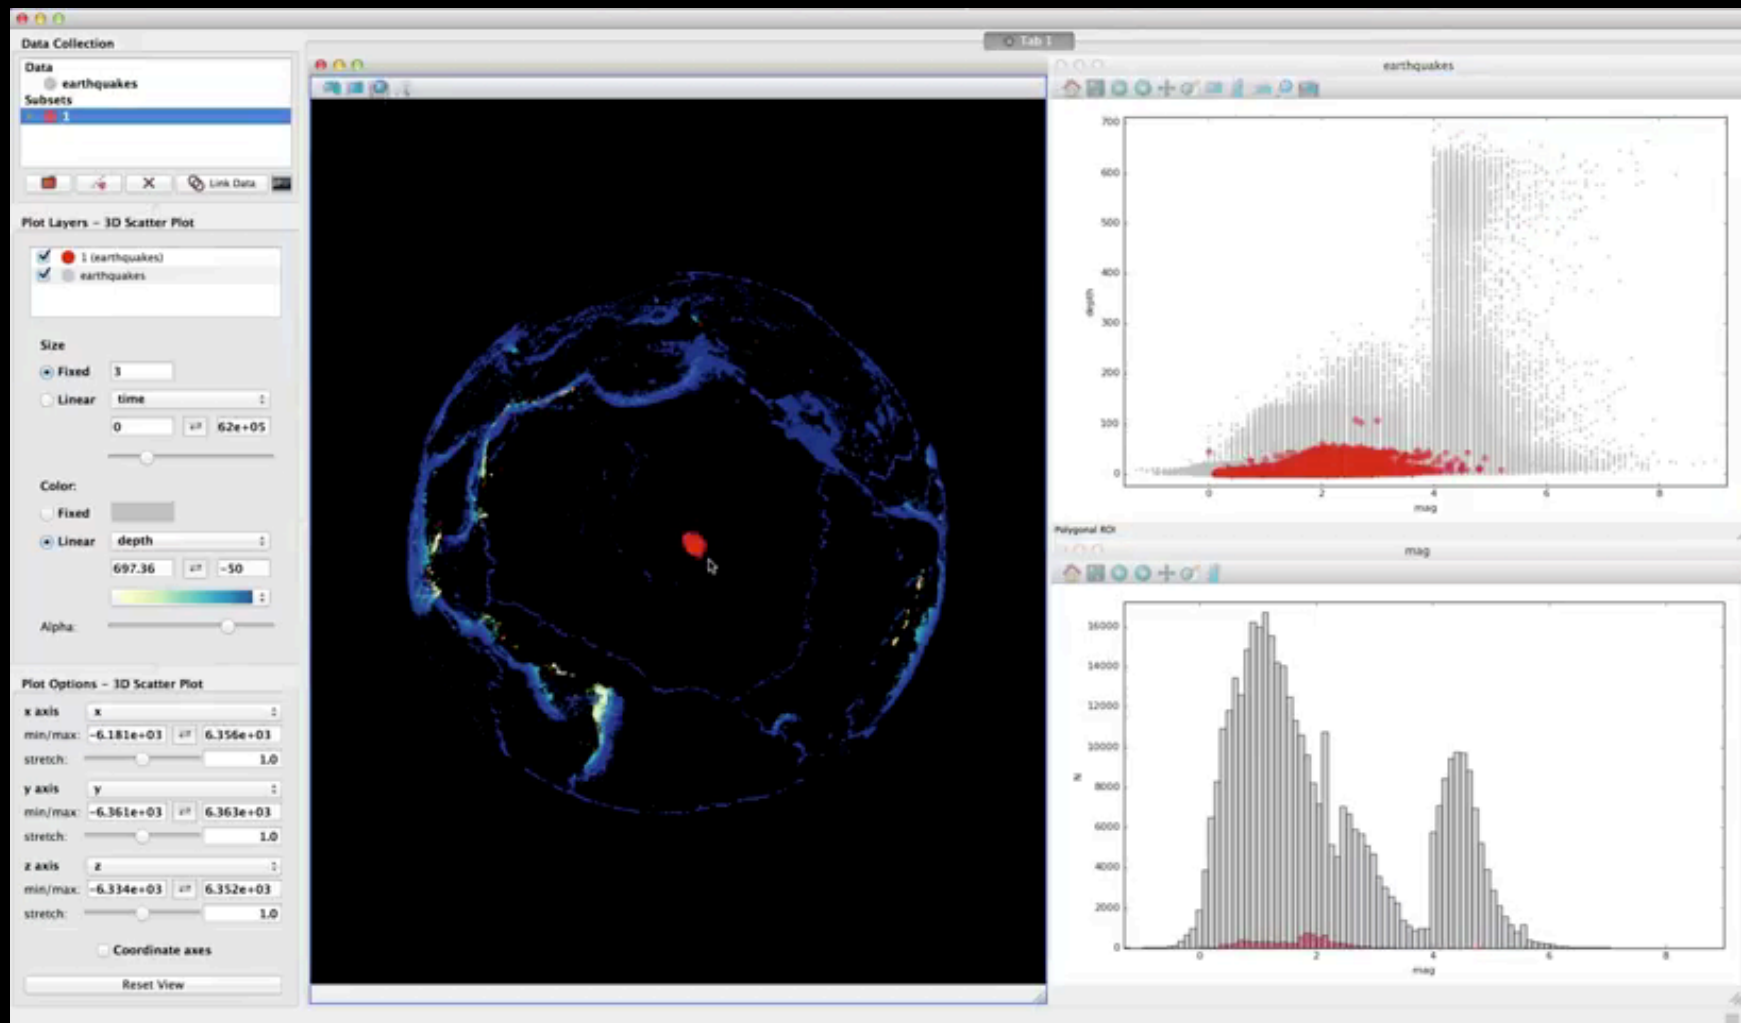 Data Collection
Data
earthquakes
Subsets
1
Link Data
Plot Layers - 3D Scatter Plot
1 (earthquakes)
earthquakes
Size
Fixed 3
Linear time
0 62e+05
Color:
Fixed
Linear depth
697.36 -50
Alpha:
Plot Options - 3D Scatter Plot
x axis x
min/max: -6.181e+03 6.356e+03
stretch: 1.0
y axis y
min/max: -6.361e+03 6.363e+03
stretch: 1.0
z axis z
min/max: -6.334e+03 6.352e+03
stretch: 1.0
Coordinate axes
Reset View
Tab 1
earthquakes
700
600
500
400
300
200
100
0
depth
0 2 4 6 8
mag
Polygonal ROI
mag
16000
14000
12000
10000
8000
6000
4000
2000
0
N
0 2 4 6 8
mag